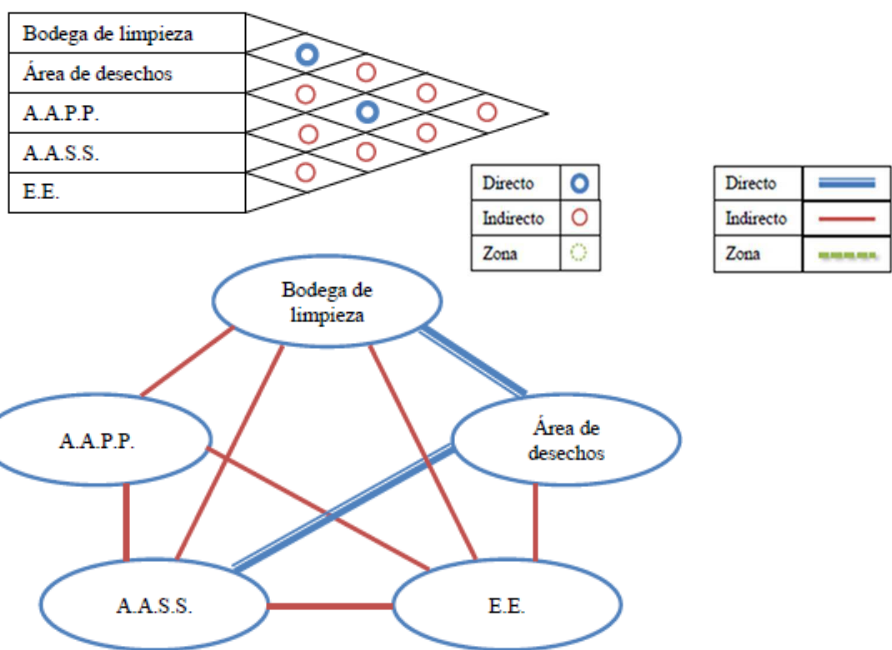 Bodega de limpieza
Área de desechos
A.A.P.P.
A.A.S.S.
E.E.
Directo
Indirecto
Zona
Directo
Indirecto
Zona
Bodega de
limpieza
A.A.P.P.
Área de
desechos
A.A.S.S.
E.E.